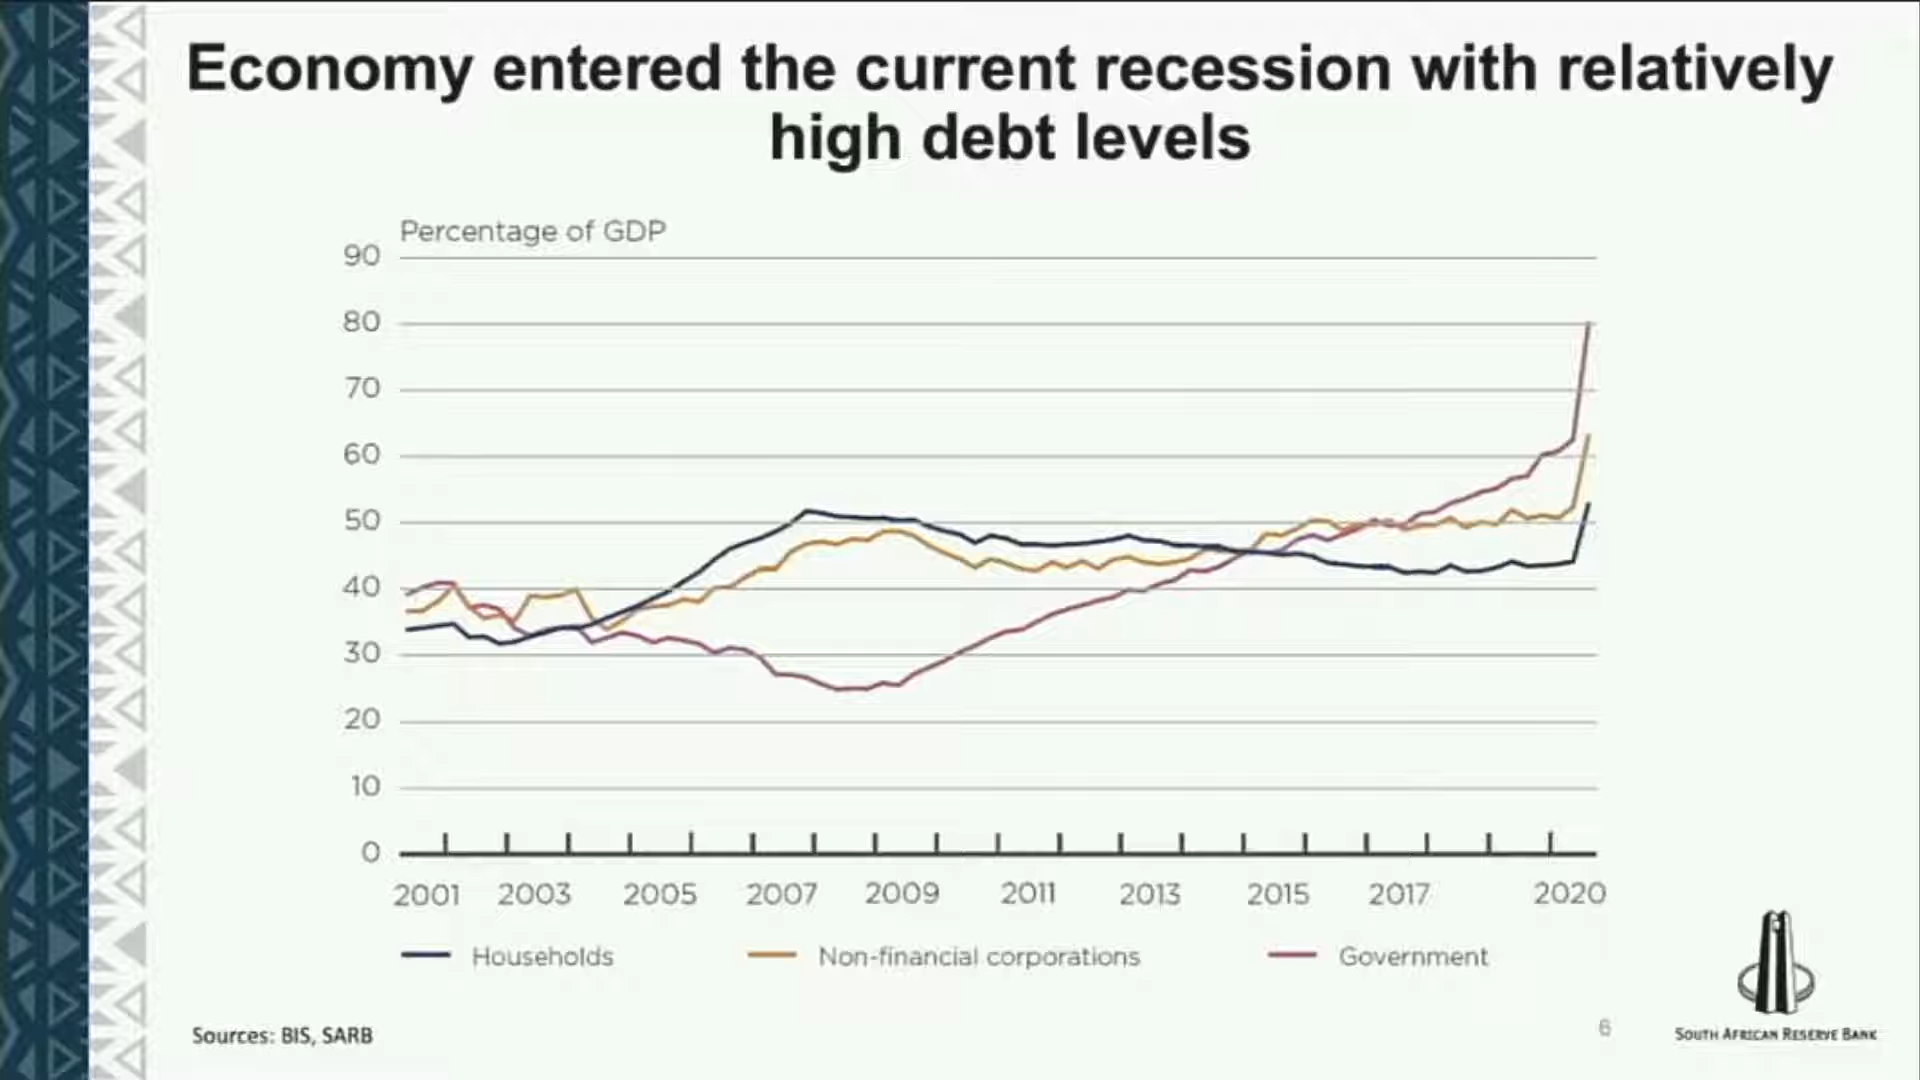 Economy entered the current recession with relatively
high debt levels
Percentage of GDP
90
80
70
60
50
40
30
20
10
0
2001 2003 2005 2007 2009 2011 2013 2015 2017 2020
Households Non-financial corporations Government
Sources: BIS, SARB
6
SOUTH AFRICAN RESERVE BANK